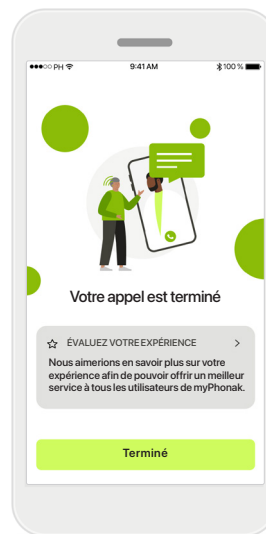 ●●●○○ PH 9:41 AM 100 %
Votre appel est terminé
ÉVALUEZ VOTRE EXPÉRIENCE
Nous aimerions en savoir plus sur votre
expérience afin de pouvoir offrir un meilleur
service à tous les utilisateurs de myPhonak.
Terminé